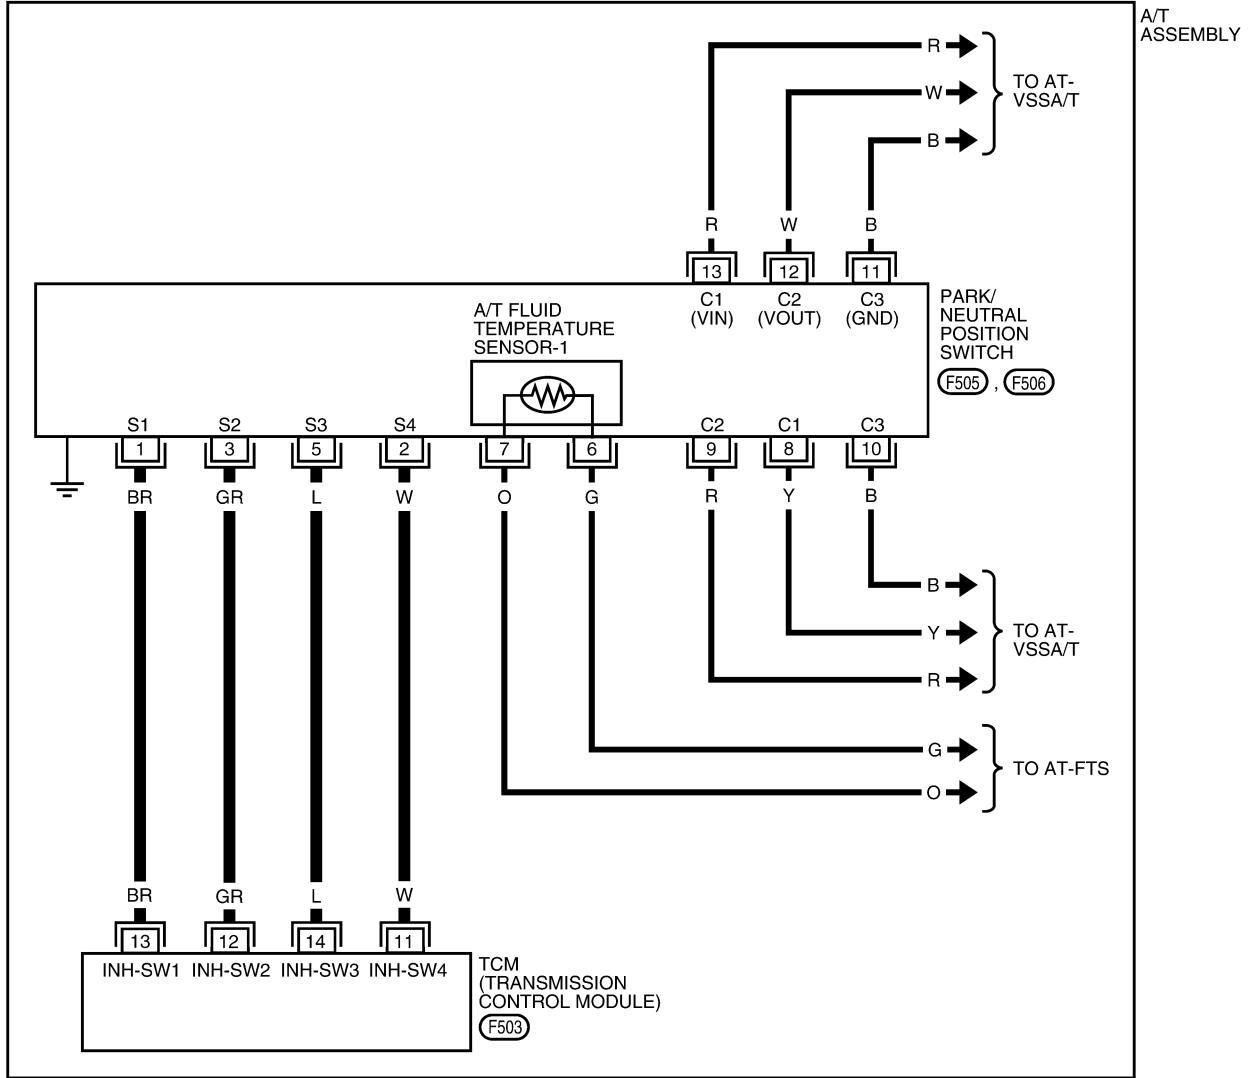 A/T
ASSEMBLY
R
W
TO AT-
VSSA/T
B
R W B
13 12 11
C1 C2 C3
(VIN) (VOUT) (GND)
PARK/
NEUTRAL
POSITION
SWITCH
F505 , F506
A/T FLUID
TEMPERATURE
SENSOR-1
S1 S2 S3 S4 C2 C1 C3
1 3 5 2 7 6 9 8 10
BR GR L W O G R Y B
B
Y
TO AT-
VSSA/T
R
G
TO AT-FTS
O
BR GR L W
13 12 14 11
INH-SW1 INH-SW2 INH-SW3 INH-SW4
TCM
(TRANSMISSION
CONTROL MODULE)
F503